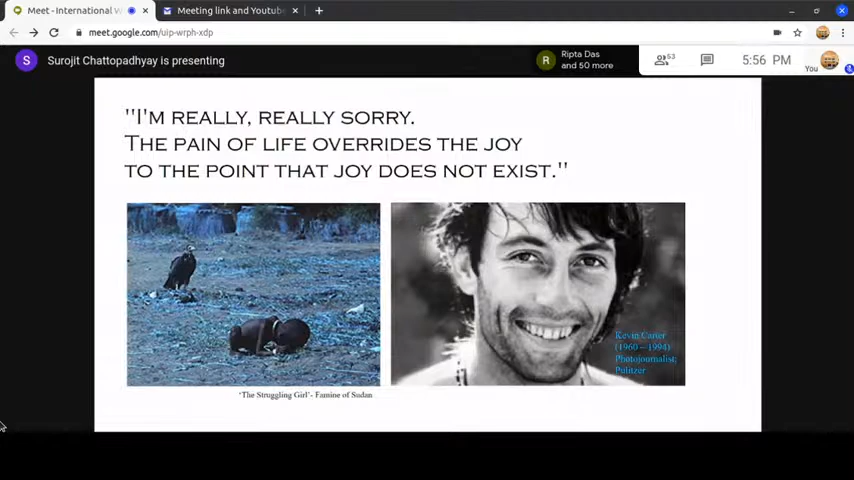 Meet - International W
Meeting link and Youtube
meet.google.com/uip-wrph-xdp
S
Surojit Chattopadhyay is presenting
R
Ripta Das
and 50 more
53
5:56 PM
You
"I'M REALLY, REALLY SORRY.
THE PAIN OF LIFE OVERRIDES THE JOY
TO THE POINT THAT JOY DOES NOT EXIST."
Kevin Carter
(1960 – 1994)
Photojournalist;
Pulitzer
'The Struggling Girl'- Famine of Sudan